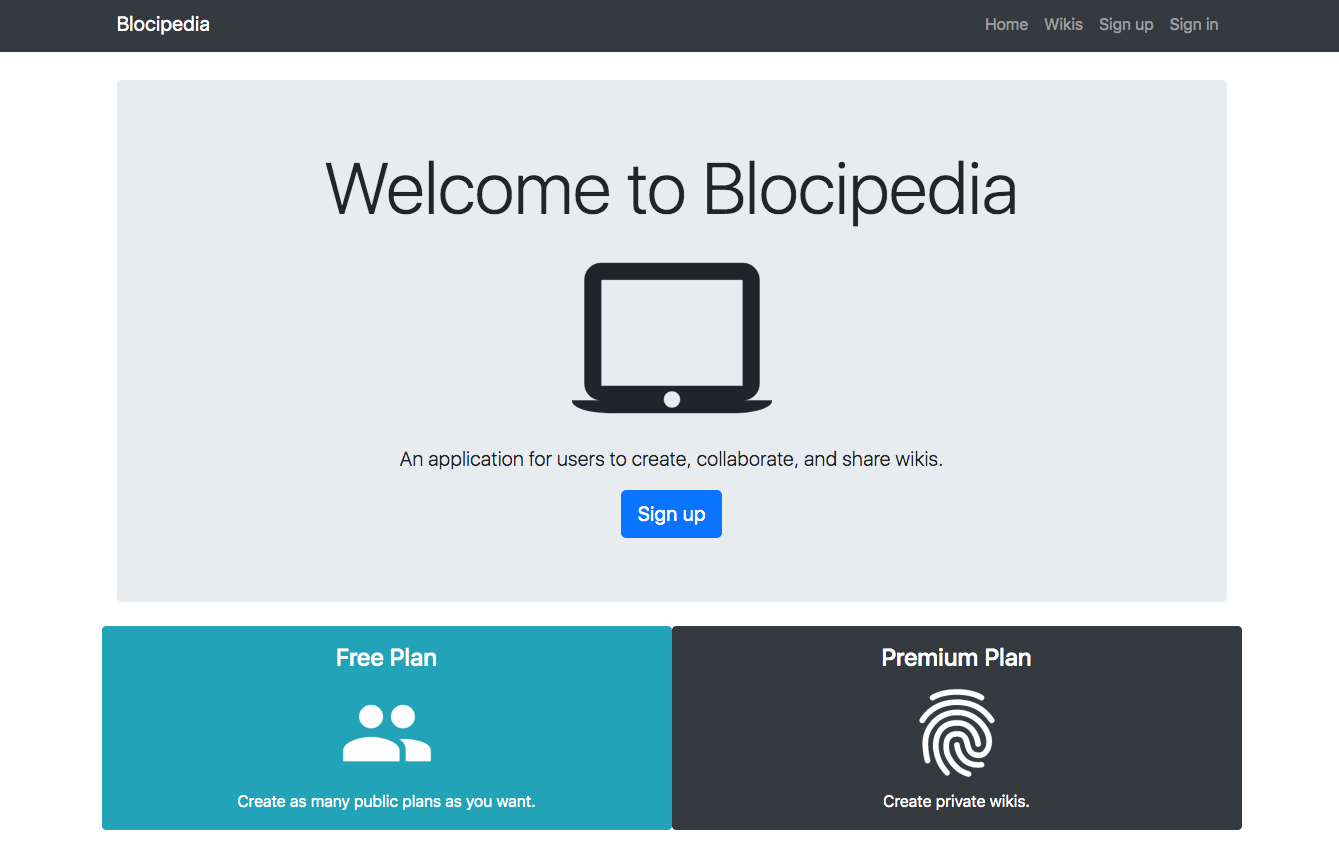 Blocipedia
Home Wikis Sign up Sign in
Welcome to Blocipedia
An application for users to create, collaborate, and share wikis.
Sign up
Free Plan
Create as many public plans as you want.
Premium Plan
Create private wikis.